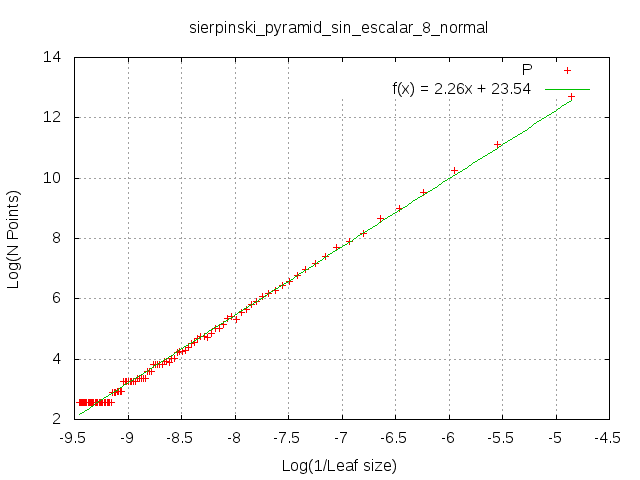 sierpinski_pyramid_sin_escalar_8_normal
14
12
10
8
6
4
2
Log(N Points)
P
f(x) = 2.26x + 23.54
-9.5 -9 -8.5 -8 -7.5 -7 -6.5 -6 -5.5 -5 -4.5
Log(1/Leaf size)